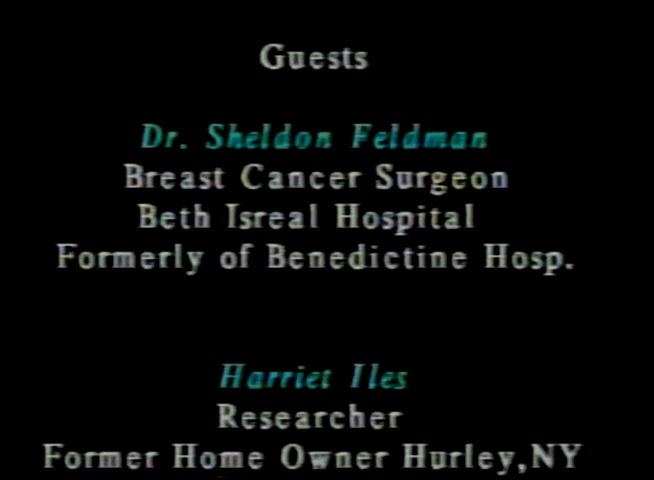 Guests
Dr. Sheldon Feldman
Breast Cancer Surgeon
Beth Isreal Hospital
Formerly of Benedictine Hosp.
Harriet Iles
Researcher
Former Home Owner Hurley,NY